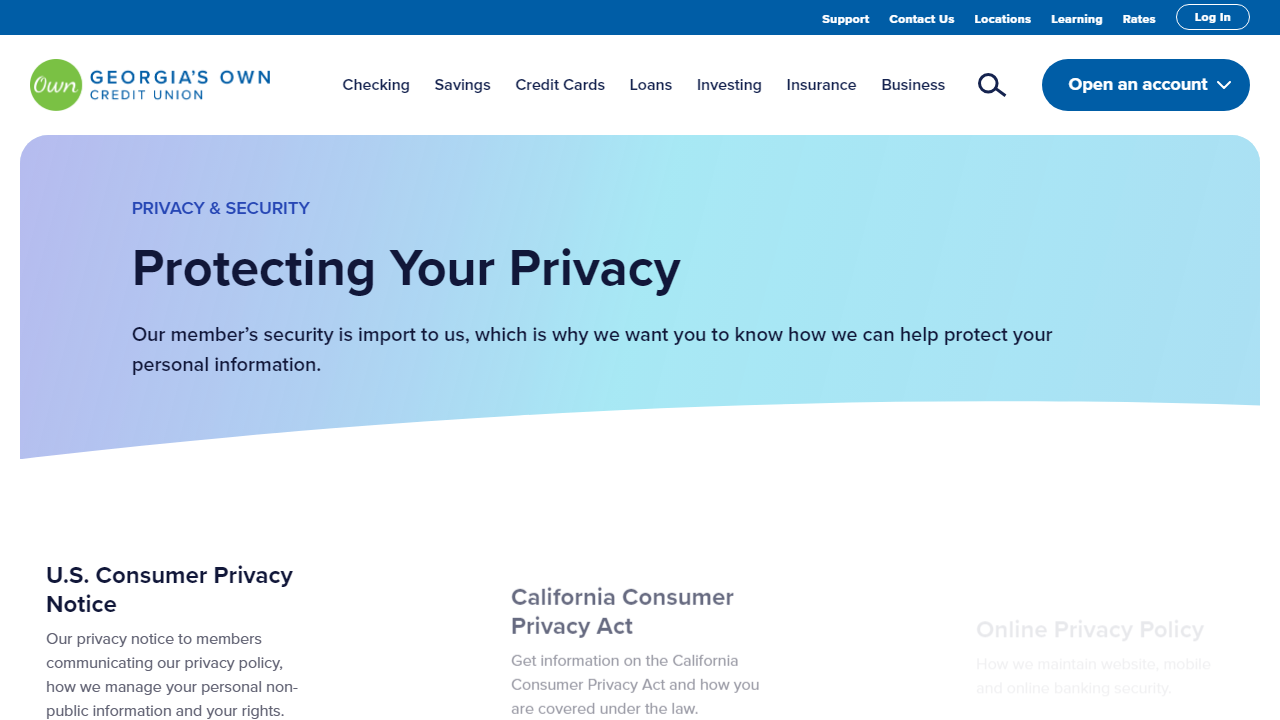 Support Contact Us Locations Learning Rates Log In
Own GEORGIA'S OWN
CREDIT UNION
Checking Savings Credit Cards Loans Investing Insurance Business Open an account
PRIVACY & SECURITY
Protecting Your Privacy
Our member’s security is import to us, which is why we want you to know how we can help protect your
personal information.
U.S. Consumer Privacy
Notice
Our privacy notice to members
communicating our privacy policy,
how we manage your personal non-
public information and your rights.
California Consumer
Privacy Act
Get information on the California
Consumer Privacy Act and how you
are covered under the law.
Online Privacy Policy
How we maintain website, mobile
and online banking security.